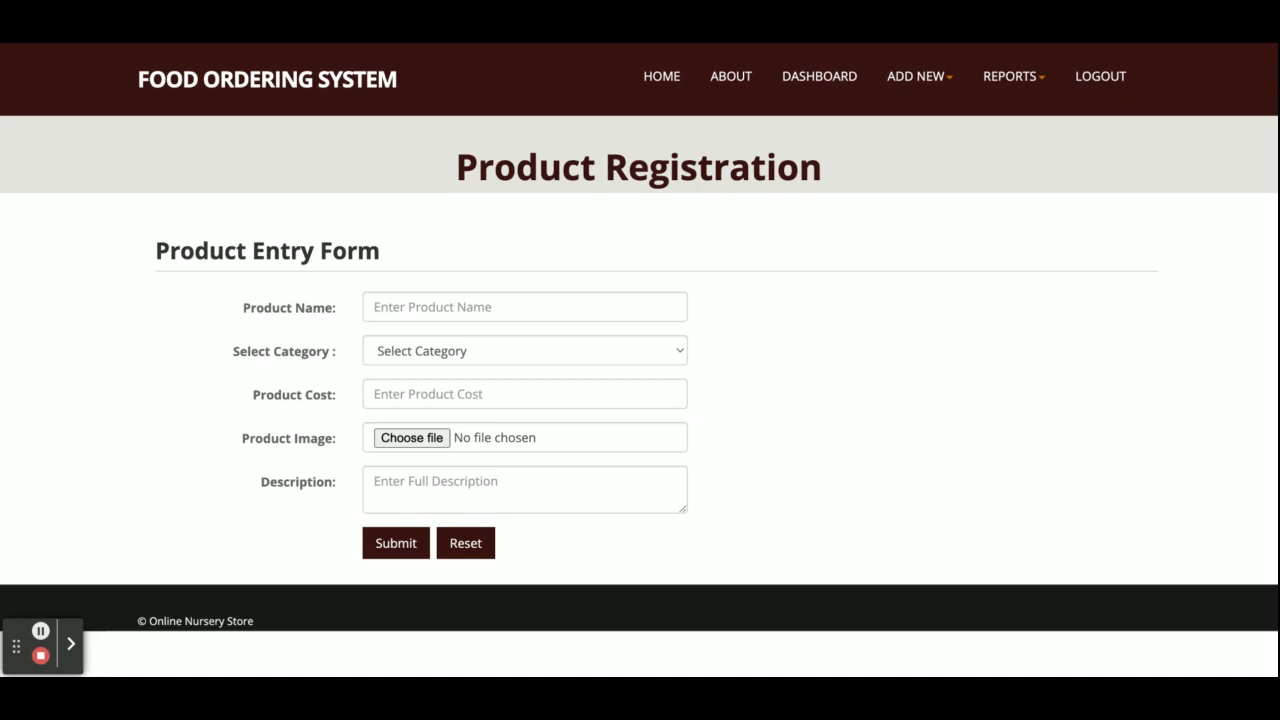 FOOD ORDERING SYSTEM
HOME ABOUT DASHBOARD ADD NEW REPORTS LOGOUT
Product Registration
Product Entry Form
Product Name: Enter Product Name
Select Category : Select Category
Product Cost: Enter Product Cost
Product Image: Choose file No file chosen
Description: Enter Full Description
Submit Reset
© Online Nursery Store